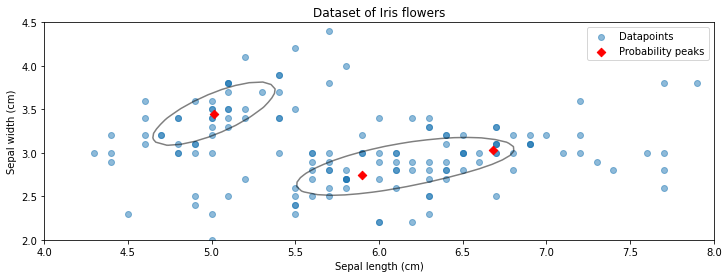 Dataset of Iris flowers
Datapoints
Probability peaks
Sepal width (cm)
4.5
4.0
3.5
3.0
2.5
2.0
4.0 4.5 5.0 5.5 6.0 6.5 7.0 7.5 8.0
Sepal length (cm)